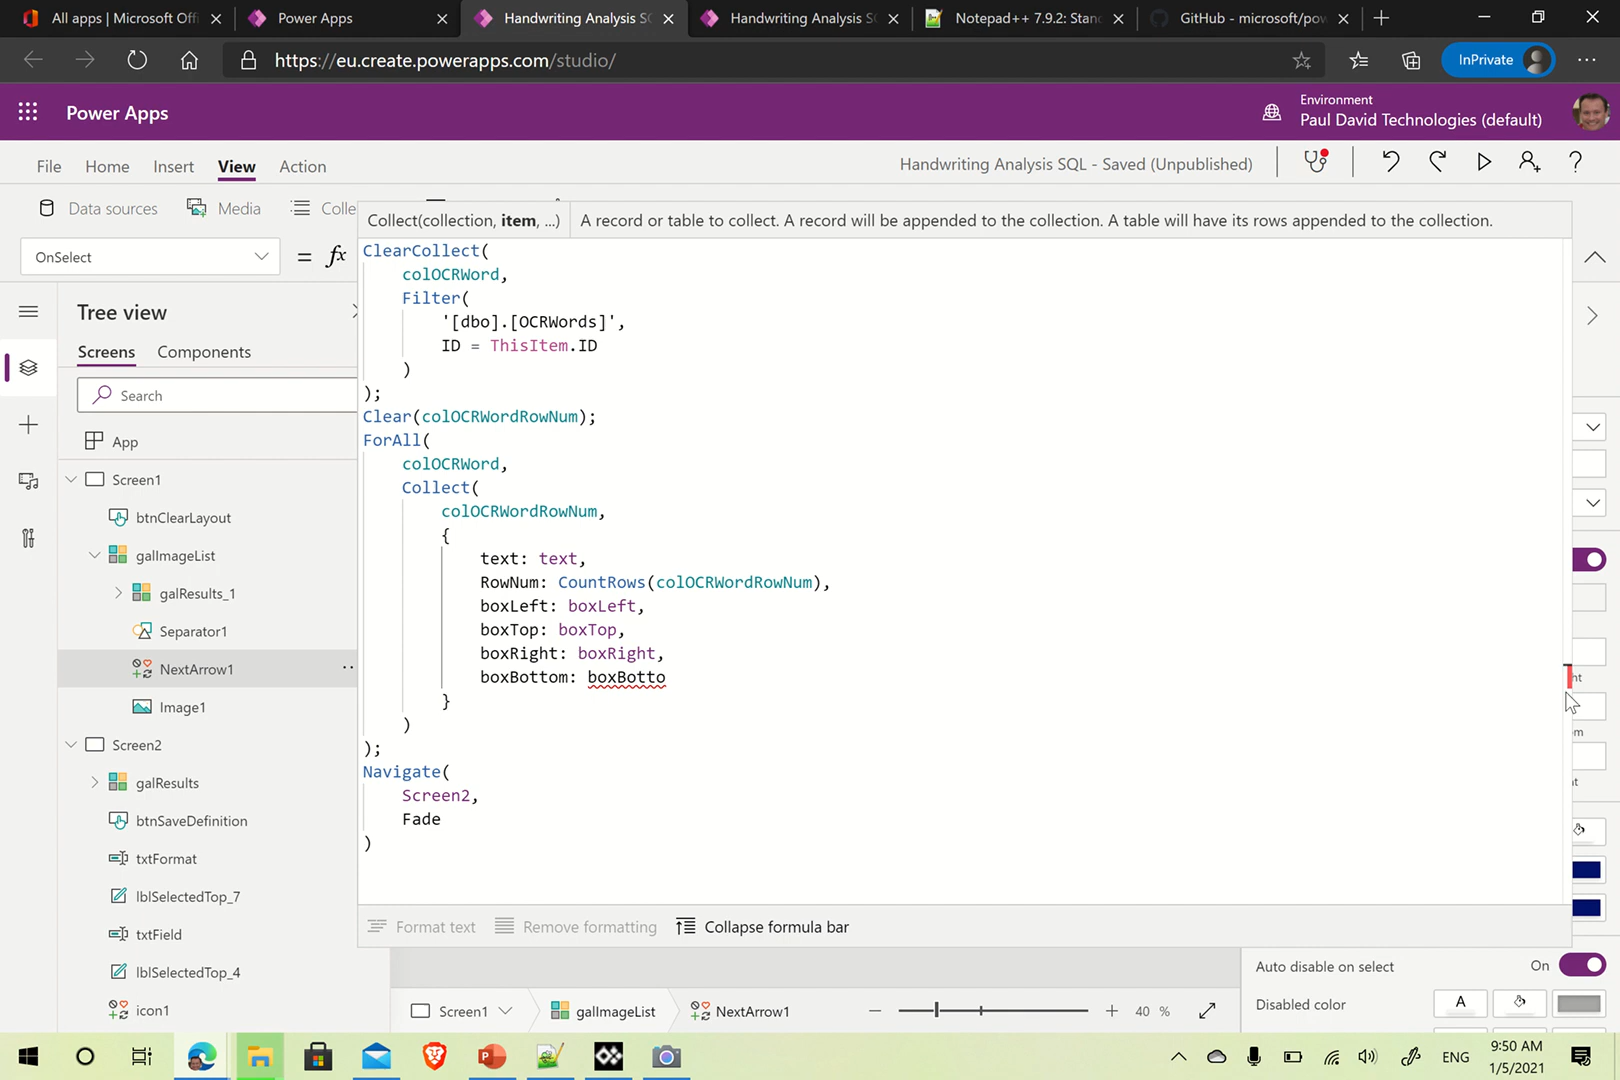 All apps | Microsoft Offi
Power Apps
Handwriting Analysis SQ
Handwriting Analysis S
Notepad++ 7.9.2: Stand
GitHub - microsoft/pow
https://eu.create.powerapps.com/studio/
InPrivate
Power Apps
Environment
Paul David Technologies (default)
File
Home
Insert
View
Action
Handwriting Analysis SQL - Saved (Unpublished)
Data sources
Media
Colle
Collect(collection, item, ...)
A record or table to collect. A record will be appended to the collection. A table will have its rows appended to the collection.
OnSelect
= fx
ClearCollect(
colOCRWord,
Filter(
'[dbo].[OCRWords]',
ID = ThisItem.ID
)
);
Clear(colOCRWordRowNum);
ForAll(
colOCRWord,
Collect(
colOCRWordRowNum,
{
text: text,
RowNum: CountRows(colOCRWordRowNum),
boxLeft: boxLeft,
boxTop: boxTop,
boxRight: boxRight,
boxBottom: boxBotto
}
)
);
Navigate(
Screen2,
Fade
)
Tree view
Screens
Components
Search
App
Screen1
btnClearLayout
galImageList
galResults_1
Separator1
NextArrow1
Image1
Screen2
galResults
btnSaveDefinition
txtFormat
lblSelectedTop_7
txtField
lblSelectedTop_4
icon1
Format text
Remove formatting
Collapse formula bar
Auto disable on select
On
Disabled color
A
Screen1
galImageList
NextArrow1
40 %
ENG
9:50 AM
1/5/2021